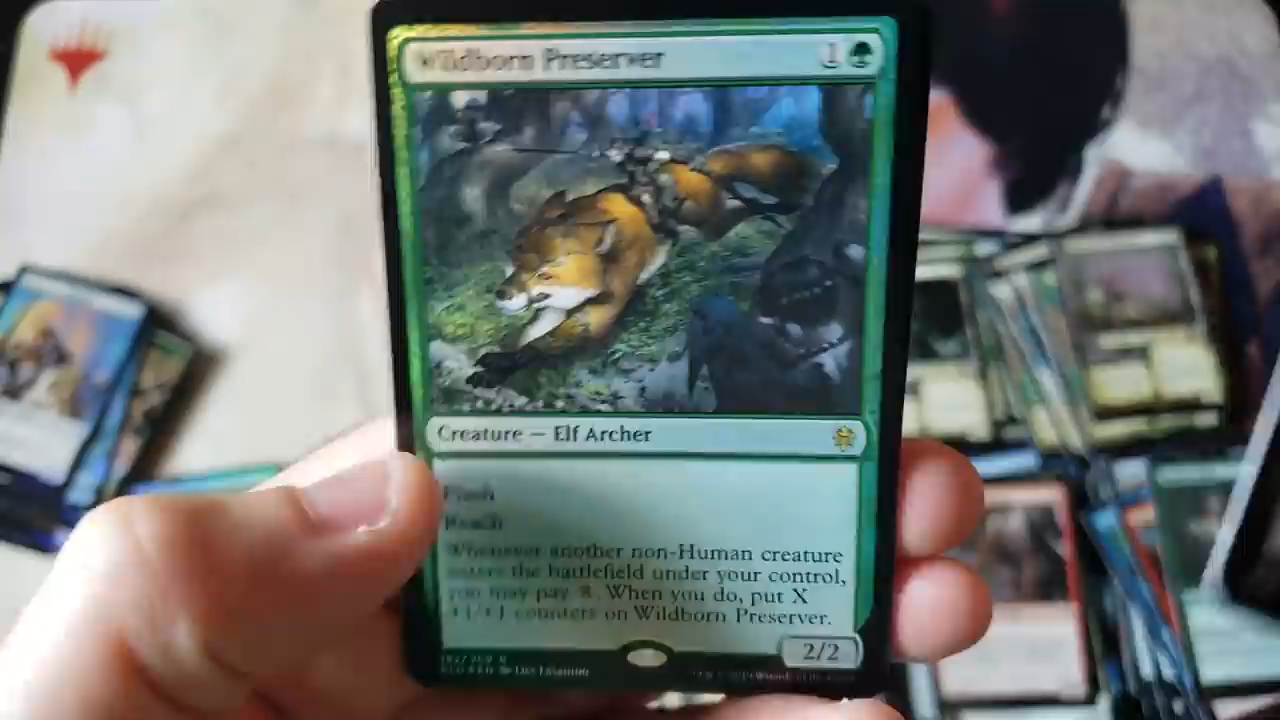 Wildborn Preserver 1
Creature — Elf Archer
Flash
Reach
Whenever another non-Human creature
enters the battlefield under your control,
you may pay X. When you do, put X
+1/+1 counters on Wildborn Preserver.
2/2